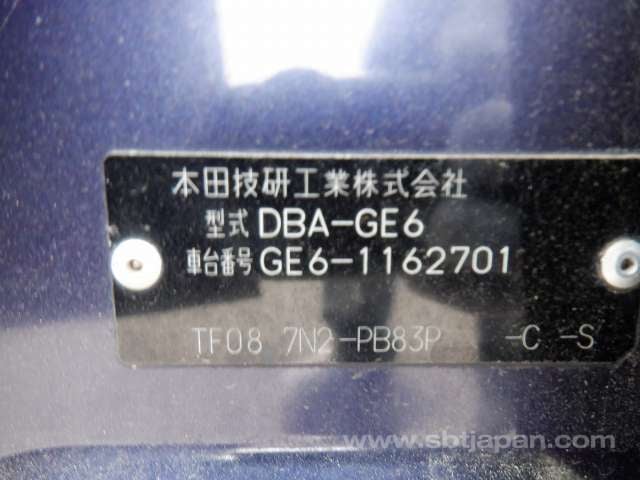 本田技研工業株式会社
型式 DBA-GE6
車台番号 GE6-1162701
TF08 7N2-PB83P -C -S
www.sbtjapan.com